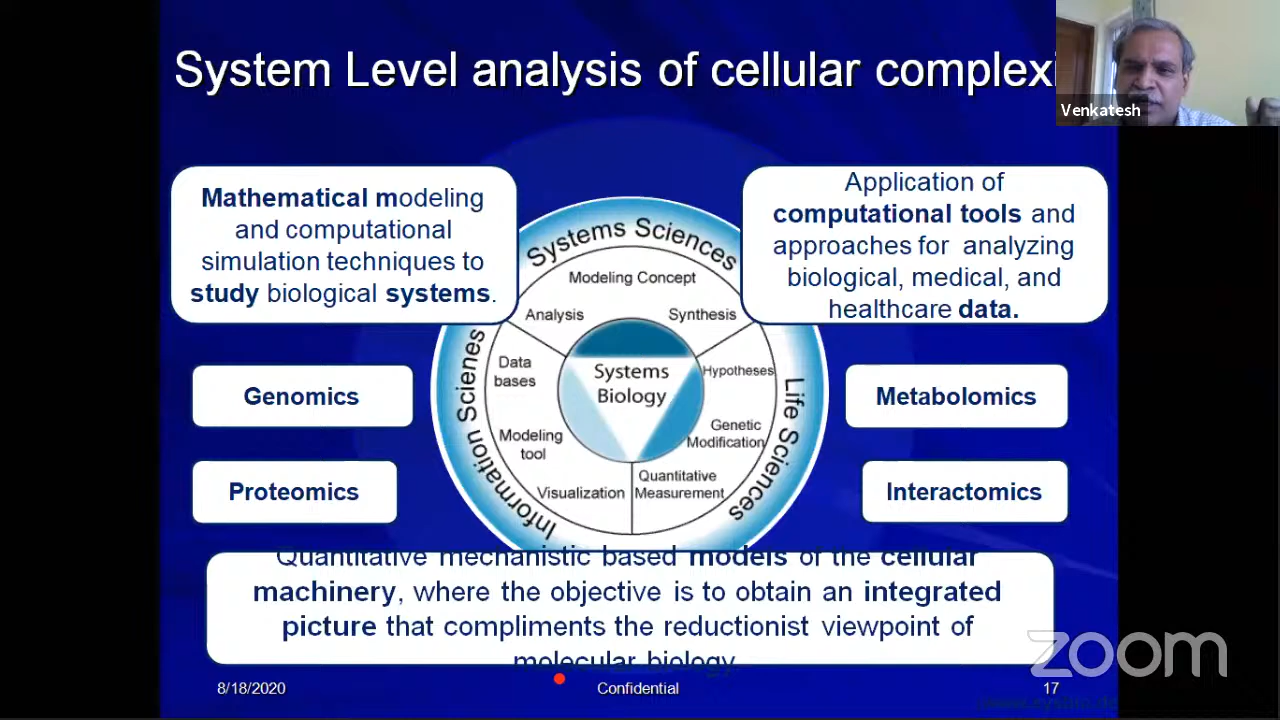 System Level analysis of cellular complexi
Venkatesh
Mathematical modeling
and computational
simulation techniques to
study biological systems.
Application of
computational tools and
approaches for analyzing
biological, medical, and
healthcare data.
Systems Sciences
Modeling Concept
Analysis
Synthesis
Information Scienes
Data
bases
Modeling
tool
Visualization
Systems
Biology
Life Sciences
Hypotheses
Genetic
Modification
Quantitative
Measurement
Genomics
Proteomics
Metabolomics
Interactomics
Quantitative mechanistic based models of the cellular
machinery, where the objective is to obtain an integrated
picture that compliments the reductionist viewpoint of
molecular biology
zoom
8/18/2020
Confidential
17